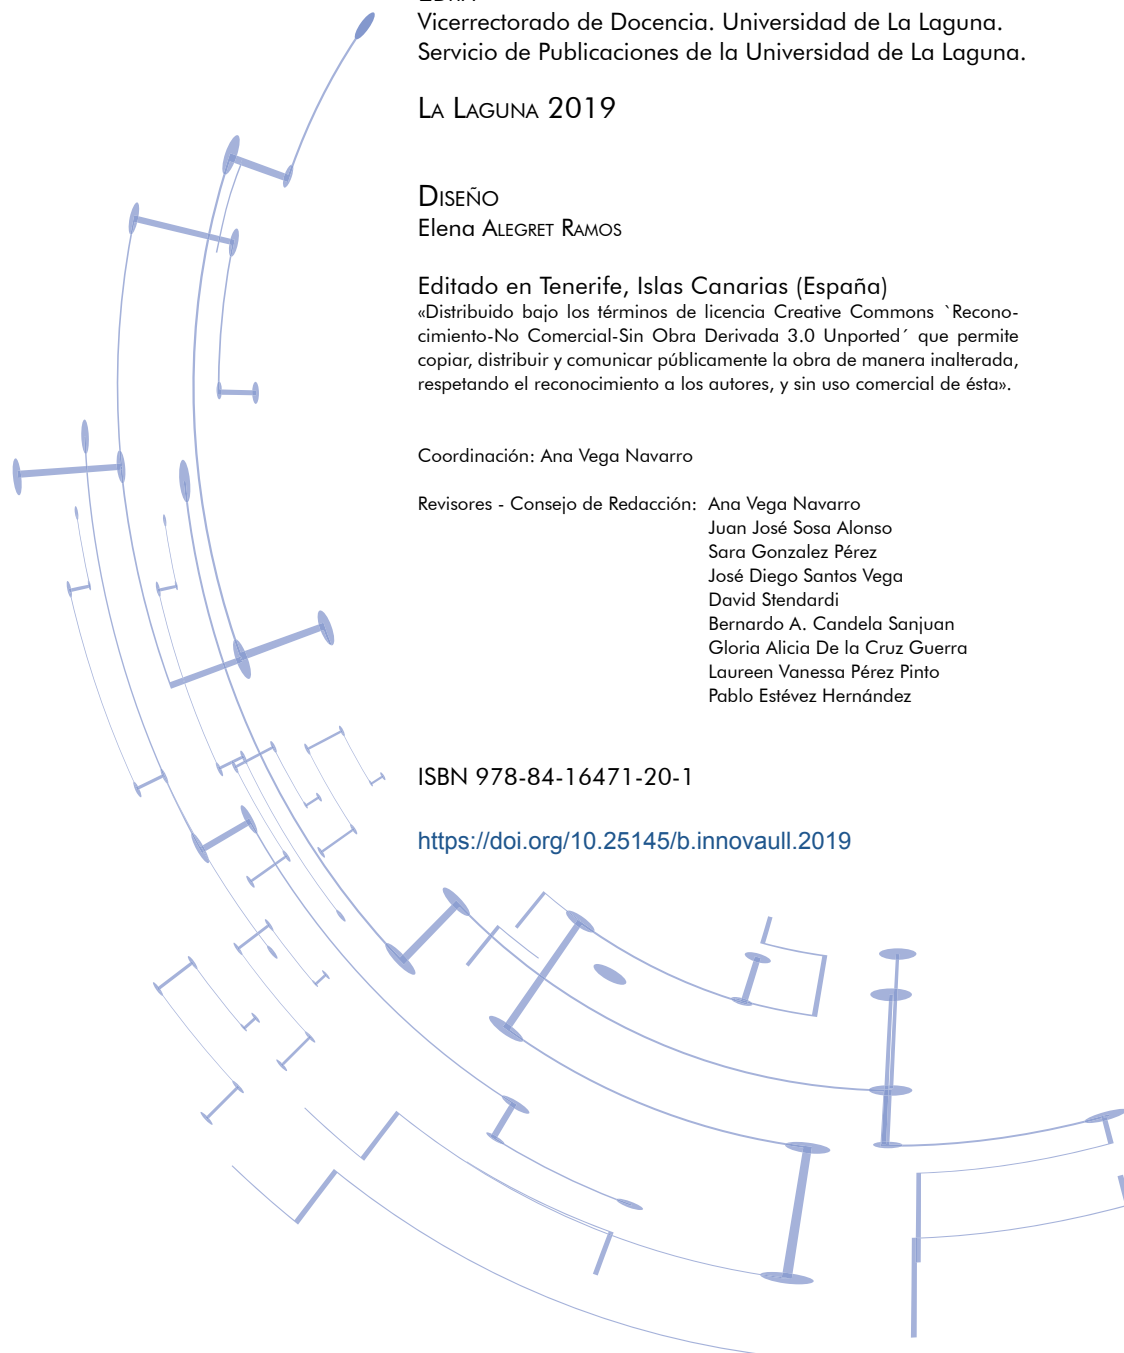 Vicerrectorado de Docencia. Universidad de La Laguna.
Servicio de Publicaciones de la Universidad de La Laguna.
La Laguna 2019
Diseño
Elena Alegret Ramos
Editado en Tenerife, Islas Canarias (España)
«Distribuido bajo los términos de licencia Creative Commons `Recono-
cimiento-No Comercial-Sin Obra Derivada 3.0 Unported´ que permite
copiar, distribuir y comunicar públicamente la obra de manera inalterada,
respetando el reconocimiento a los autores, y sin uso comercial de ésta».
Coordinación: Ana Vega Navarro
Revisores - Consejo de Redacción: Ana Vega Navarro
Juan José Sosa Alonso
Sara Gonzalez Pérez
José Diego Santos Vega
David Stendardi
Bernardo A. Candela Sanjuan
Gloria Alicia De la Cruz Guerra
Laureen Vanessa Pérez Pinto
Pablo Estévez Hernández
ISBN 978-84-16471-20-1
https://doi.org/10.25145/b.innovaull.2019